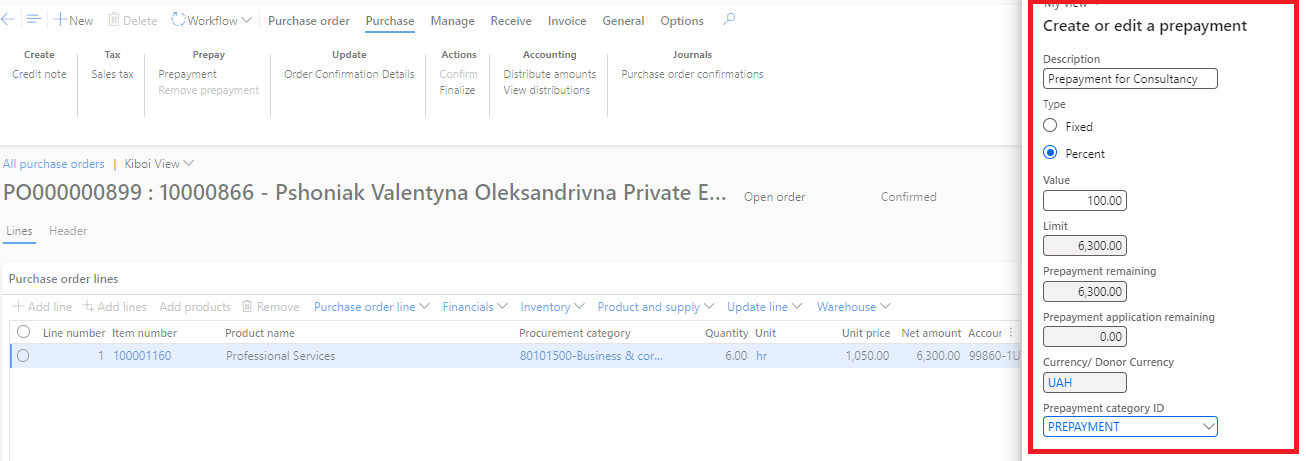 New Delete Workflow Purchase order Purchase Manage Receive Invoice General Options
Create Tax Prepay Update Actions Accounting Journals
Credit note Sales tax Prepayment Order Confirmation Details Confirm Distribute amounts Purchase order confirmations
Remove prepayment Finalize View distributions
All purchase orders | Kiboi View
PO000000899 : 10000866 - Pshoniak Valentyna Oleksandrivna Private E... Open order Confirmed
Lines Header
Purchase order lines
Add line Add lines Add products Remove Purchase order line Financials Inventory Product and supply Update line Warehouse
Line number Item number Product name Procurement category Quantity Unit Unit price Net amount Accour
1 100001160 Professional Services 80101500-Business & cor... 6.00 hr 1,050.00 6,300.00 99860-1U
My view
Create or edit a prepayment
Description
Prepayment for Consultancy
Type
Fixed
Percent
Value
100.00
Limit
6,300.00
Prepayment remaining
6,300.00
Prepayment application remaining
0.00
Currency/ Donor Currency
UAH
Prepayment category ID
PREPAYMENT